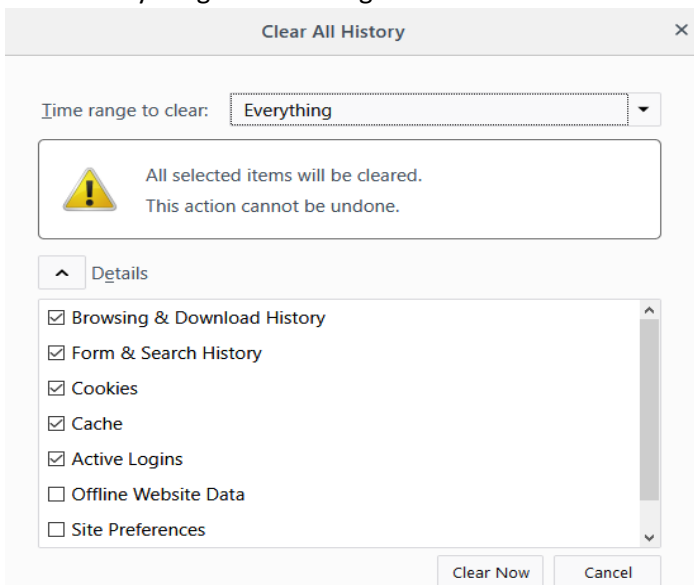 Clear All History
Time range to clear: Everything
All selected items will be cleared.
This action cannot be undone.
Details
Browsing & Download History
Form & Search History
Cookies
Cache
Active Logins
Offline Website Data
Site Preferences
Clear Now Cancel